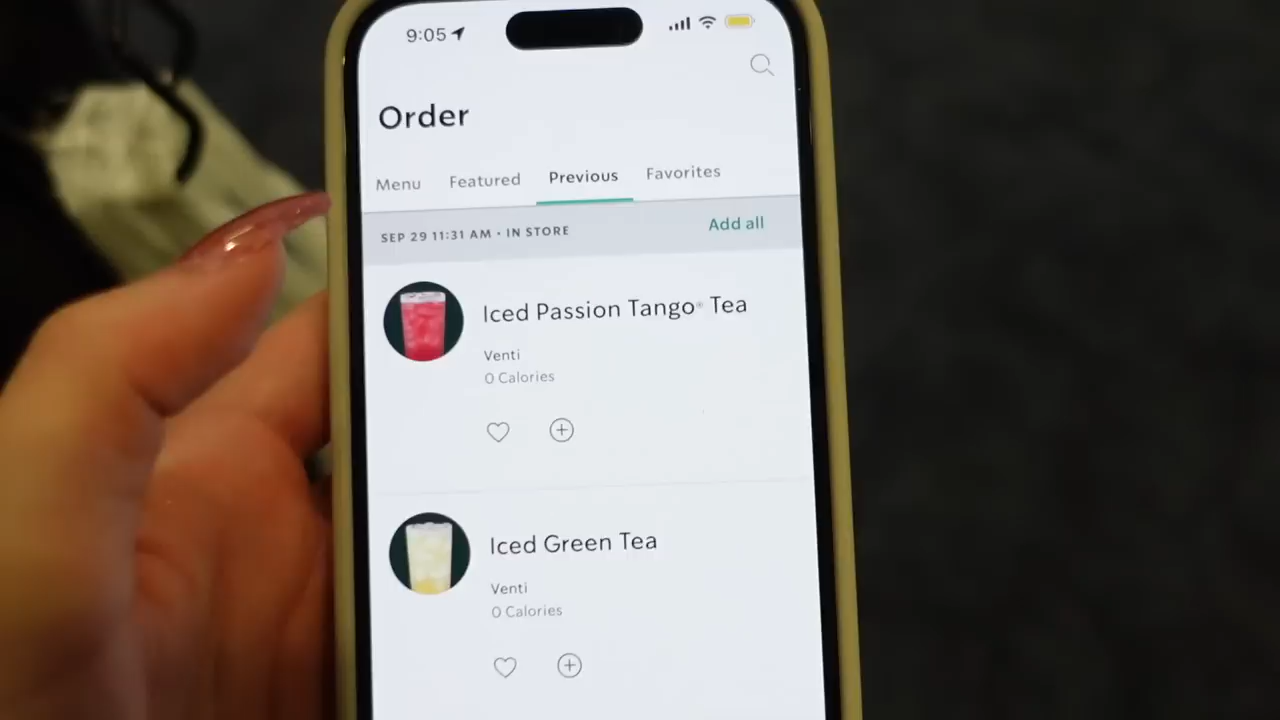 9:05
Order
Menu Featured Previous Favorites
SEP 29 11:31 AM • IN STORE Add all
Iced Passion Tango® Tea
Venti
0 Calories
Iced Green Tea
Venti
0 Calories